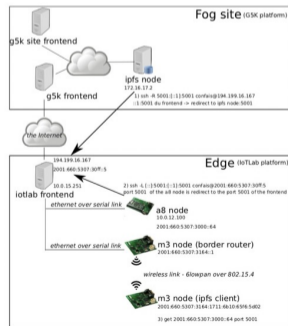 Fog site (G5K platform)
g5k site frontend
ipfs node
172.16.17.2
g5k frontend
1) ssh -R 5001:[::1]:5001 confais@194.199.16.167
:1:5001 du frontend -> redirect to ipfs node:5001
the Internet
Edge (IoTLab platform)
194.199.16.167
2001:660:5307:30ff::5
10.0.15.251
iotlab frontend
2) ssh -L [::]:5001:[::1]:5001 confais@2001:660:5307:30ff::5
port 5001 of the a8 node is redirect to the port 5001 of the frontend
ethernet over serial link
a8 node
10.0.12.100
2001:660:5307:3000::64
m3 node (border router)
2001:660:5307:3164::1
ethernet over serial link
wireless link - 6lowpan over 802.15.4
m3 node (ipfs client)
2001:660:5307:3164:1711:6b10:65f6:5d02
3) get 2001:660:5307:3000::64 port 5001